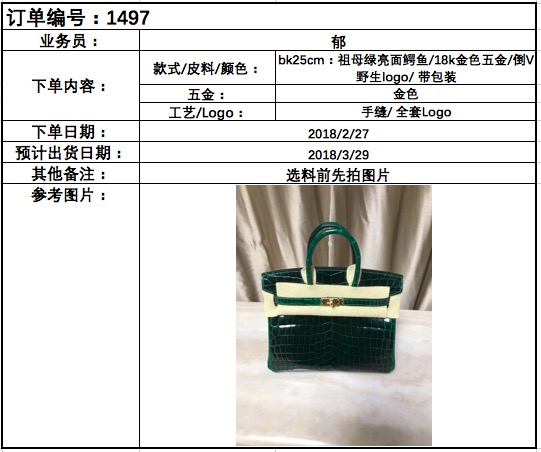 订单编号：1497
业务员：
郁
下单内容：
款式/皮料/颜色：
bk25cm：祖母绿亮面鳄鱼/18k金色五金/倒V
野生logo/ 带包装
五金：
金色
工艺/Logo：
手缝/ 全套Logo
下单日期：
2018/2/27
预计出货日期：
2018/3/29
其他备注：
选料前先拍图片
参考图片：